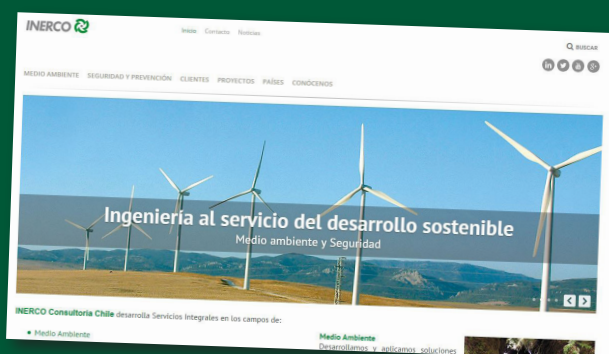 INERCO
Inicio Contacto Noticias
BUSCAR
MEDIO AMBIENTE SEGURIDAD Y PREVENCIÓN CLIENTES PROYECTOS PAÍSES CONÓCENOS
Ingeniería al servicio del desarrollo sostenible
Medio ambiente y Seguridad
INERCO Consultoría Chile desarrolla Servicios Integrales en los campos de:
• Medio Ambiente
Medio Ambiente
Desarrollamos y aplicamos soluciones